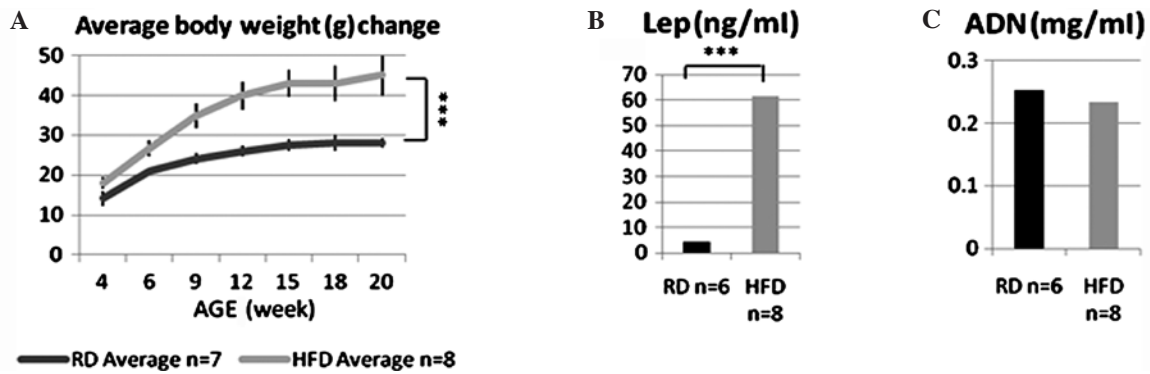 A
Average body weight (g) change
50
40
30
20
10
0
4 6 9 12 15 18 20
AGE (week)
***
RD Average n=7 HFD Average n=8
B
Lep (ng/ml)
***
70
60
50
40
30
20
10
0
RD n=6 HFD
n=8
C
ADN (mg/ml)
0.3
0.2
0.1
0
RD n=6 HFD
n=8